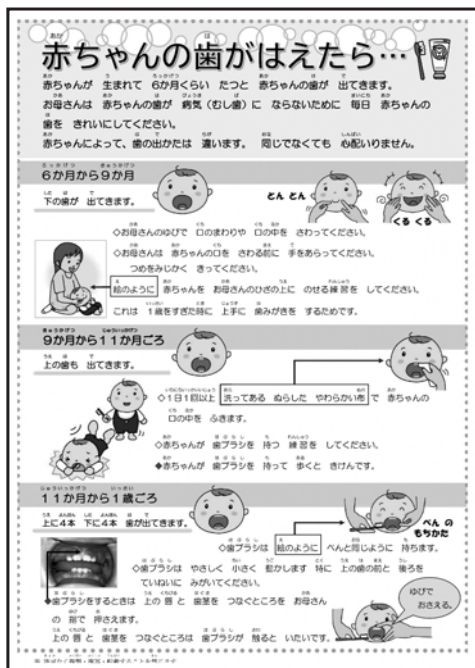 赤ちゃんの歯がはえたら…
赤ちゃんが 生まれて 6か月くらい たつと 赤ちゃんの歯が 出てきます。
お母さんは 赤ちゃんの歯が 病気（むし歯）に ならないために 毎日 赤ちゃんの
歯を きれいにしてください。
赤ちゃんによって、歯の出かたは 違います。 同じでなくても 心配いりません。
6か月から9か月
下の歯が 出てきます。
とん とん
くる くる
◇お母さんのゆびで 口のまわりや 口の中を さわってください。
◇お母さんは 赤ちゃんの口を さわる前に 手をあらってください。
つめをみじかく きってください。
◇絵のように 赤ちゃんを お母さんのひざの上に のせる練習を してください。
これは 1歳をすぎた時に 上手に 歯みがきを するためです。
9か月から11か月ごろ
上の歯も 出てきます。
◇1日1回以上 洗ってある ぬらした やわらかい布 で 赤ちゃんの
口の中を ふきます。
◇赤ちゃんが 歯ブラシを 持つ 練習を してください。
◆赤ちゃんが 歯ブラシを 持って 歩くと きけんです。
11か月から1歳ごろ
上に4本 下に4本 歯が出てきます。
ぺん の
もちかた
◇歯ブラシは 絵のように ぺんと同じように 持ちます。
◇歯ブラシは やさしく 小さく 動かします 特に 上の歯の前と 後ろを
ていねいに みがいてください。
◆歯ブラシをするときは 上の 唇 と 歯茎を つなぐところを お母さん
の 指で 押さえます。
上の 唇 と 歯茎を つなぐところは 歯ブラシが 触ると いたいです。
ゆびで
おさえる。